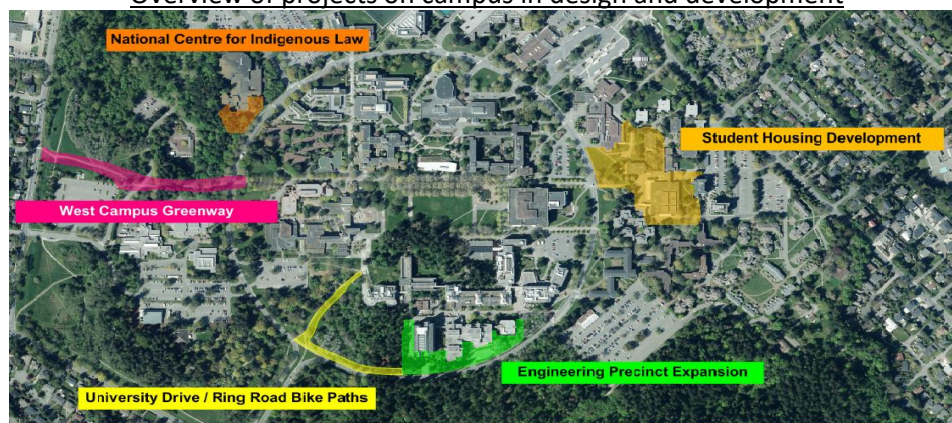 Overview of projects on campus in design and development
National Centre for Indigenous Law
Student Housing Development
West Campus Greenway
Engineering Precinct Expansion
University Drive / Ring Road Bike Paths